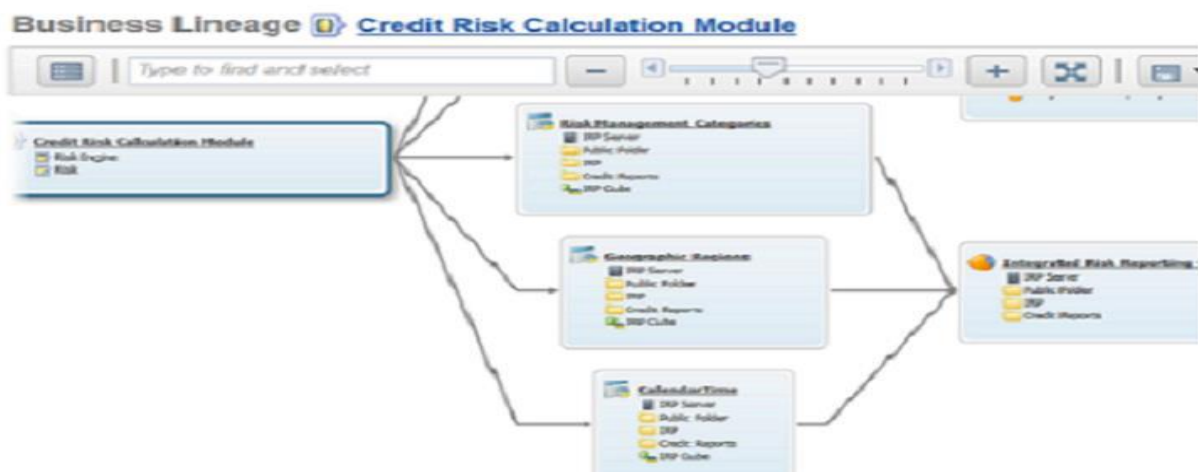 Business Lineage Credit Risk Calculation Module
Type to find and select
Credit Risk Calculation Module
Risk Engine
Risk
Risk Management Categories
IRP Server
Public Folder
IRP
Credit Reports
IRP Cube
Geographic Regions
IRP Server
Public Folder
IRP
Credit Reports
IRP Cube
CalendarTime
IRP Server
Public Folder
IRP
Credit Reports
IRP Cube
Integrated Risk Reporting
IRP Server
Public Folder
IRP
Credit Reports